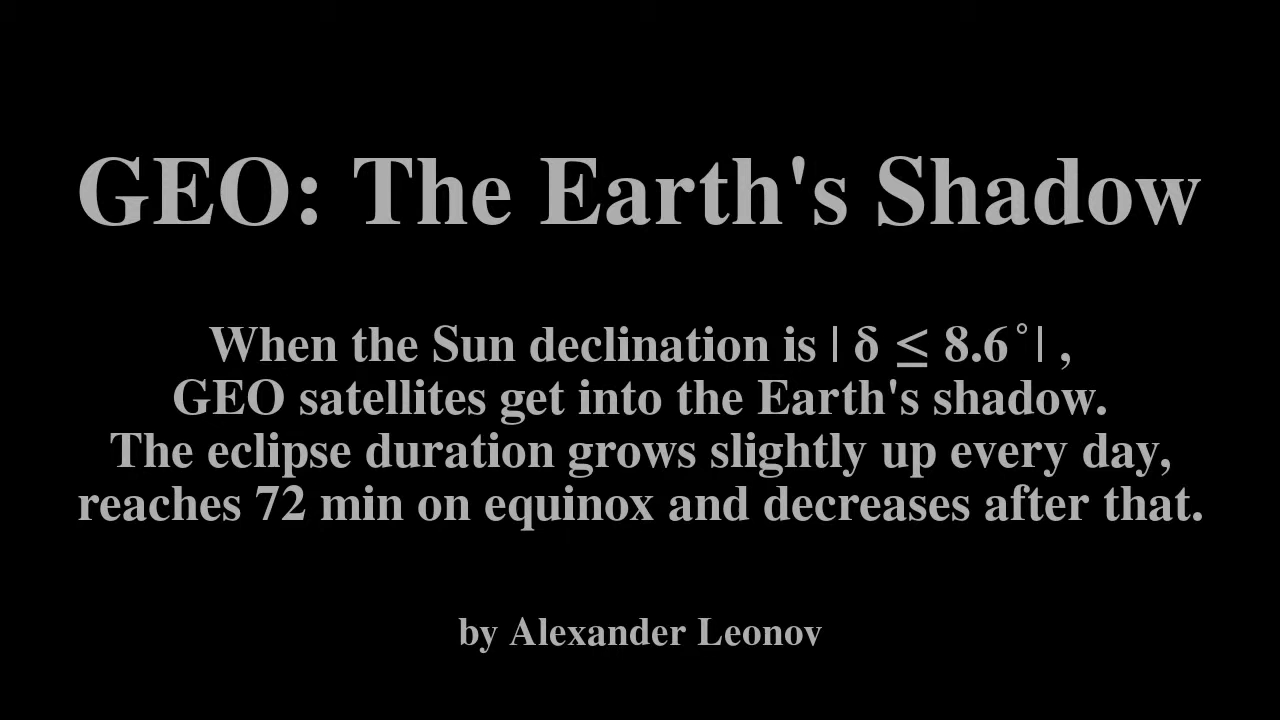 GEO: The Earth's Shadow
When the Sun declination is | δ ≤ 8.6˚| ,
GEO satellites get into the Earth's shadow.
The eclipse duration grows slightly up every day,
reaches 72 min on equinox and decreases after that.
by Alexander Leonov